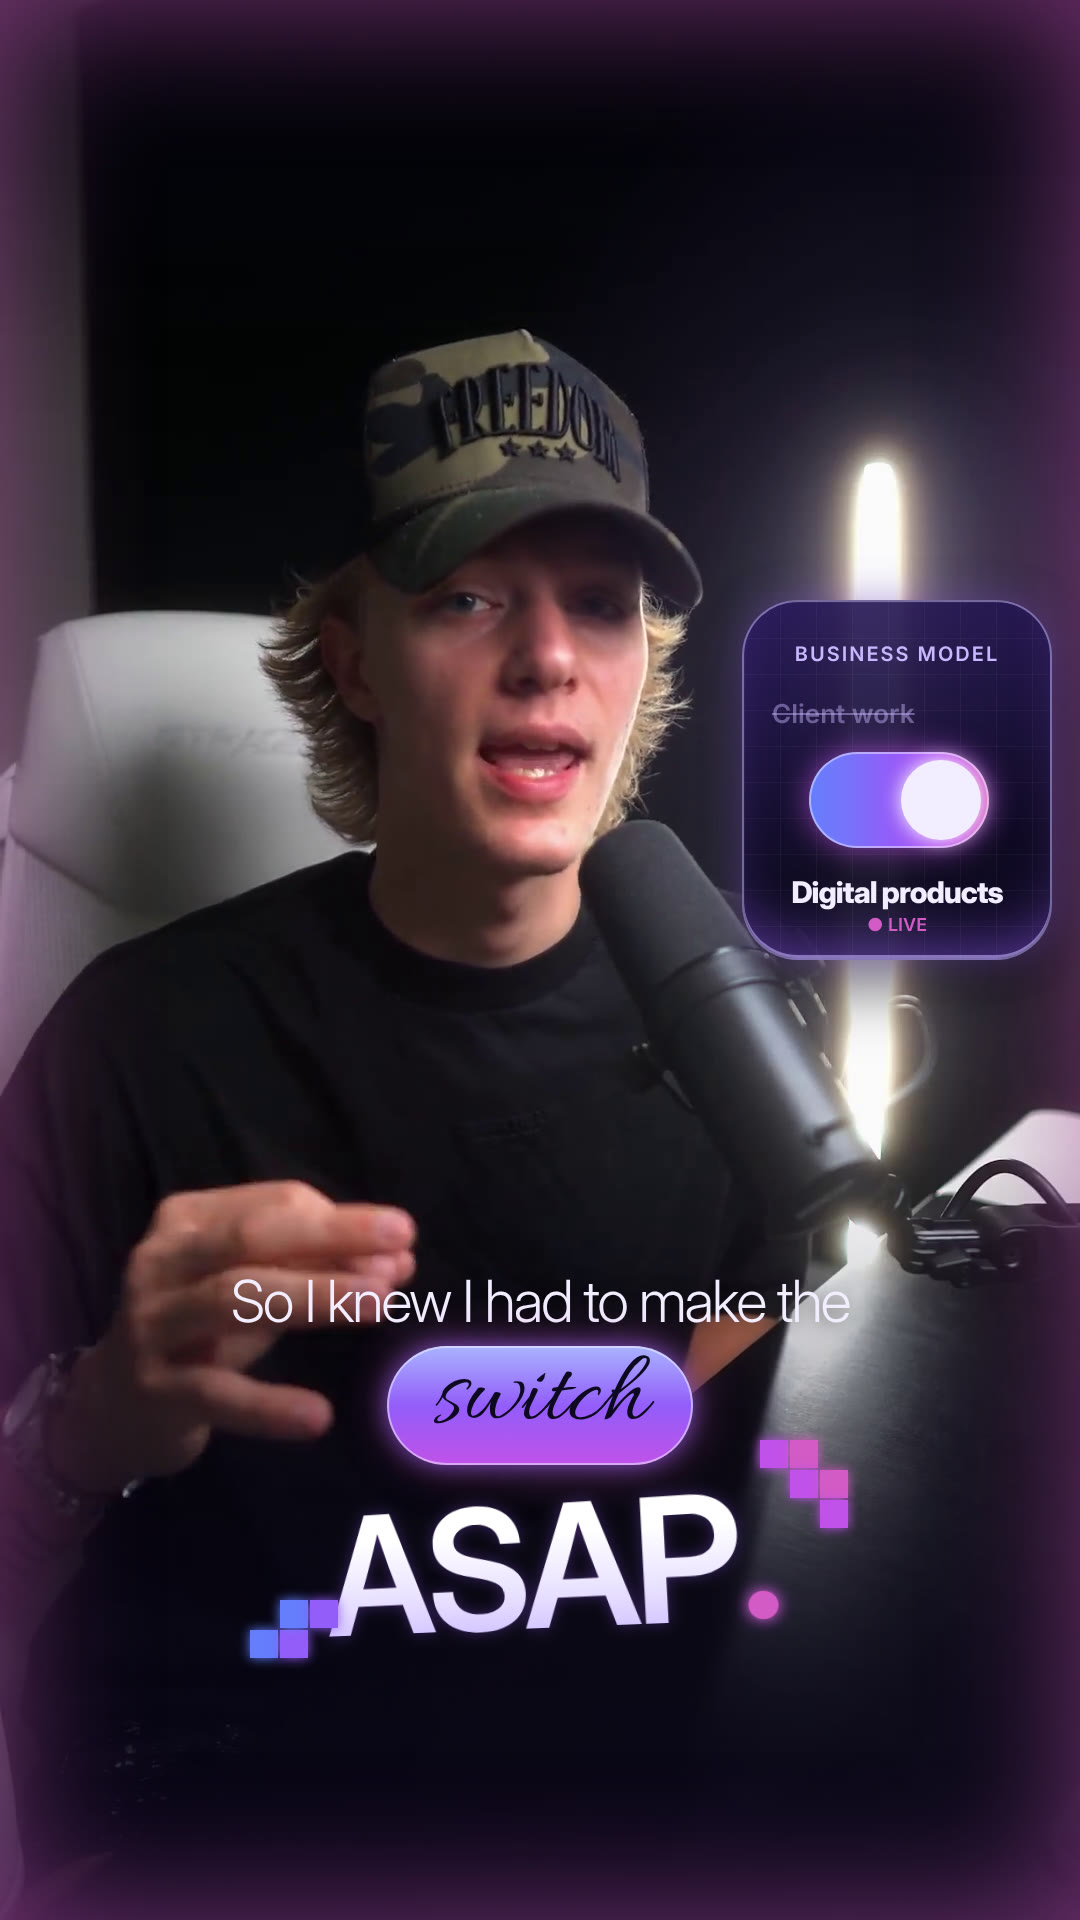 FREEDOM
BUSINESS MODEL
Client work
Digital products
LIVE
So I knew I had to make the
switch
ASAP.